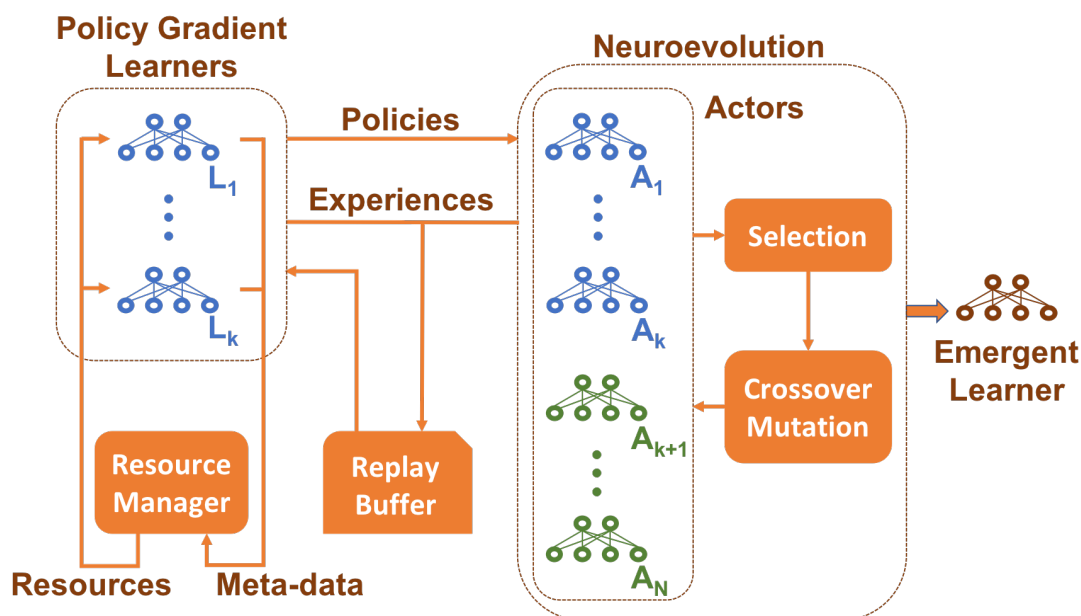 Policy Gradient
Learners
Neuroevolution
Policies
Actors
L1
A1
Experiences
Selection
Lk
Ak
Emergent
Learner
Crossover
Mutation
Ak+1
Resource
Manager
Replay
Buffer
Resources
Meta-data
AN